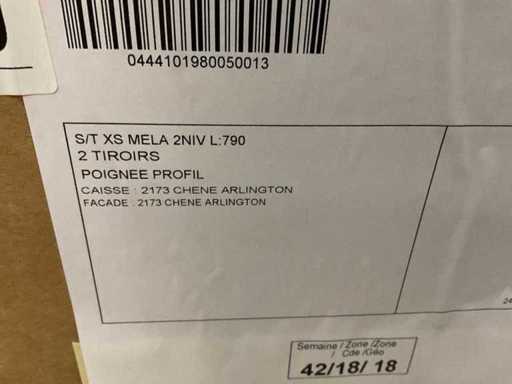 0444101980050013
S/T XS MELA 2NIV L:790
2 TIROIRS
POIGNEE PROFIL
CAISSE : 2173 CHENE ARLINGTON
FACADE : 2173 CHENE ARLINGTON
24
Semaine / Zone /Zone
/ Cde /Géo
42/18/ 18